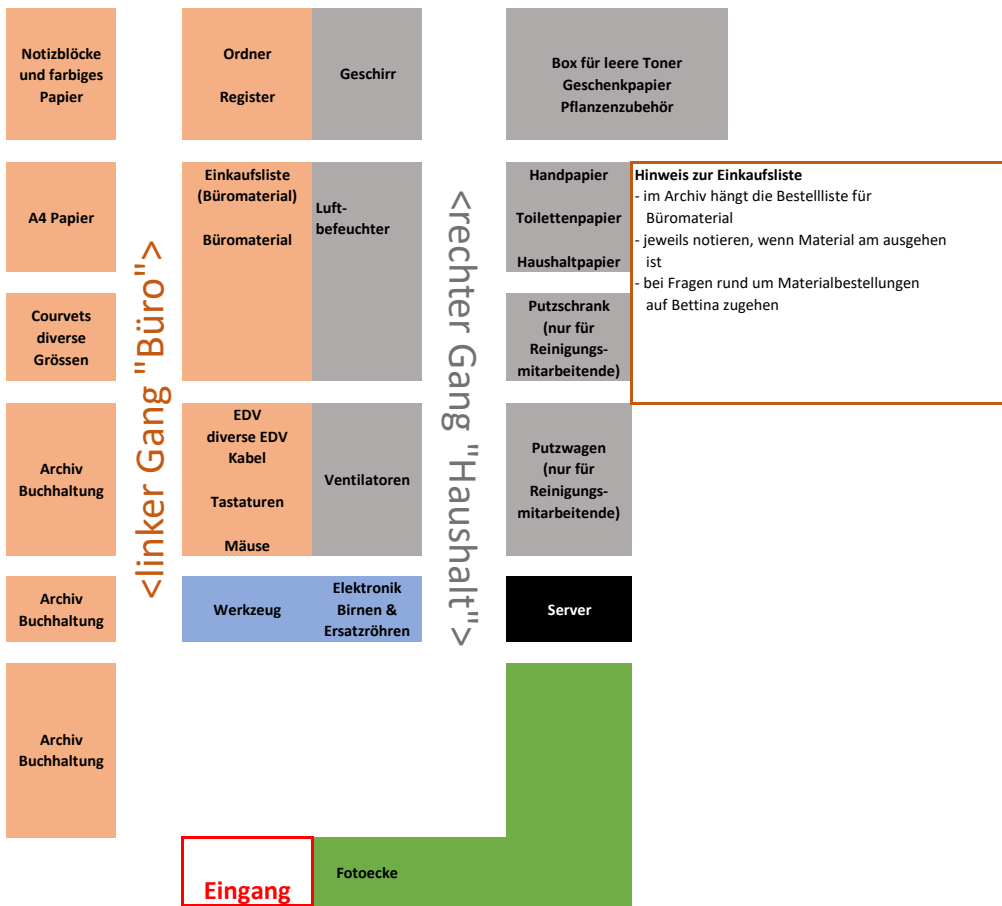 Notizblöcke
und farbiges
Papier
Ordner
Register
Geschirr
Box für leere Toner
Geschenkpapier
Pflanzenzubehör
A4 Papier
<linker Gang "Büro">
Einkaufsliste
(Büromaterial)
Büromaterial
Luft-
befeuchter
<rechter Gang "Haushalt">
Handpapier
Toilettenpapier
Haushaltpapier
Hinweis zur Einkaufsliste
- im Archiv hängt die Bestellliste für
Büromaterial
- jeweils notieren, wenn Material am ausgehen
ist
- bei Fragen rund um Materialbestellungen
auf Bettina zugehen
Courvets
diverse
Grössen
Putzschrank
(nur für
Reinigungs-
mitarbeitende)
Archiv
Buchhaltung
EDV
diverse EDV
Kabel
Tastaturen
Mäuse
Ventilatoren
Putzwagen
(nur für
Reinigungs-
mitarbeitende)
Archiv
Buchhaltung
Werkzeug
Elektronik
Birnen &
Ersatzröhren
Server
Archiv
Buchhaltung
Eingang
Fotoecke